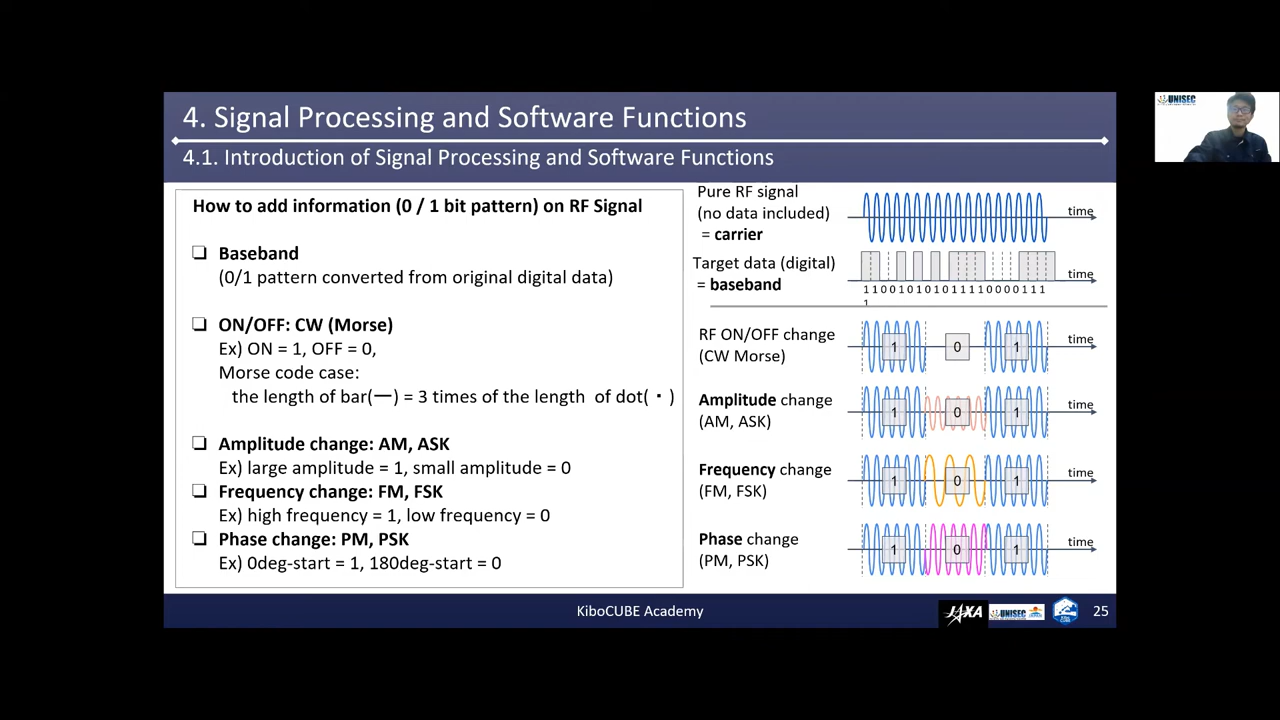 4. Signal Processing and Software Functions
4.1. Introduction of Signal Processing and Software Functions
How to add information (0 / 1 bit pattern) on RF Signal
❑ Baseband
(0/1 pattern converted from original digital data)
❑ ON/OFF: CW (Morse)
Ex) ON = 1, OFF = 0,
Morse code case:
the length of bar(—) = 3 times of the length of dot(・)
❑ Amplitude change: AM, ASK
Ex) large amplitude = 1, small amplitude = 0
❑ Frequency change: FM, FSK
Ex) high frequency = 1, low frequency = 0
❑ Phase change: PM, PSK
Ex) 0deg-start = 1, 180deg-start = 0
Pure RF signal
(no data included)
= carrier
time
Target data (digital)
= baseband
time
1 1 0 0 1 0 1 0 1 0 1 1 1 1 0 0 0 0 1 1 1
1
RF ON/OFF change
(CW Morse)
1 0 1
time
Amplitude change
(AM, ASK)
1 0 1
time
Frequency change
(FM, FSK)
1 0 1
time
Phase change
(PM, PSK)
1 0 1
time
KiboCUBE Academy
JAXA
UNISEC
25
UNISEC